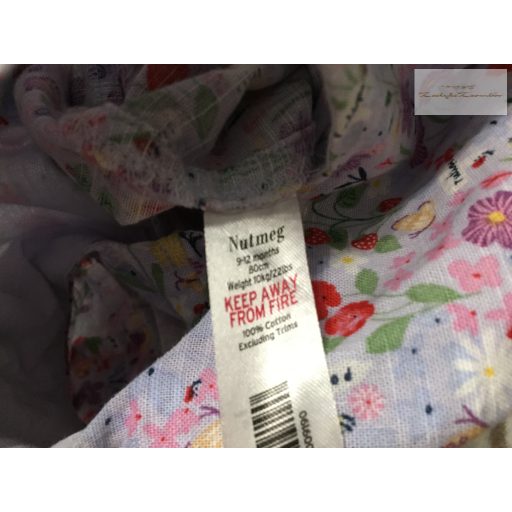 Nutmeg
9-12 months
80cm
Weight 10kg/22lbs
KEEP AWAY
FROM FIRE
100% Cotton
Excluding Trims